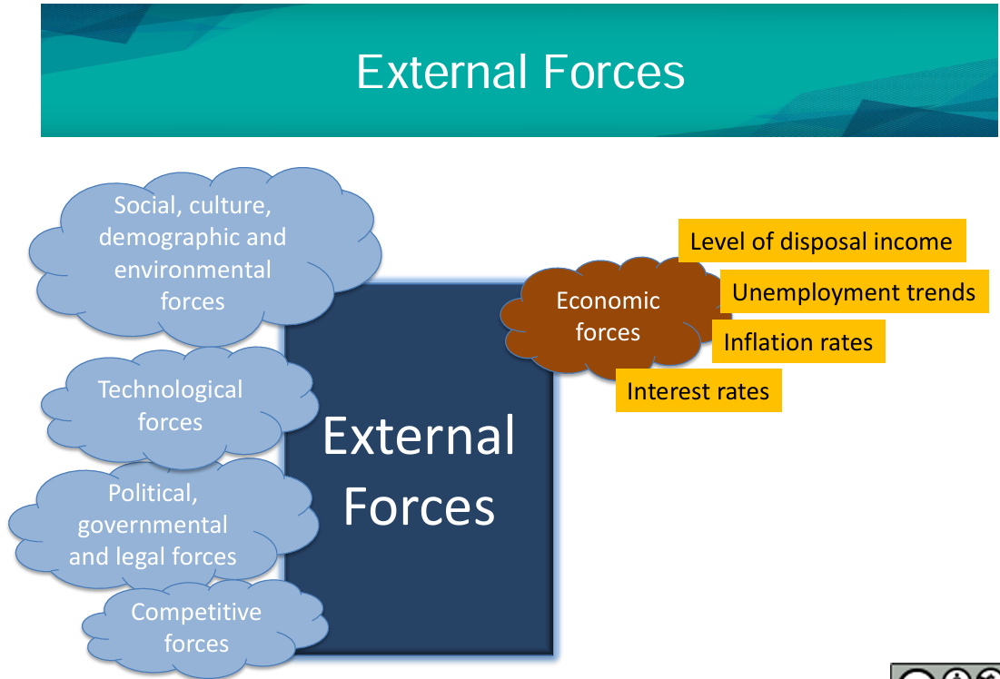 External Forces
Social, culture,
demographic and
environmental
forces
Technological
forces
Political,
governmental
and legal forces
Competitive
forces
External
Forces
Economic
forces
Level of disposal income
Unemployment trends
Inflation rates
Interest rates